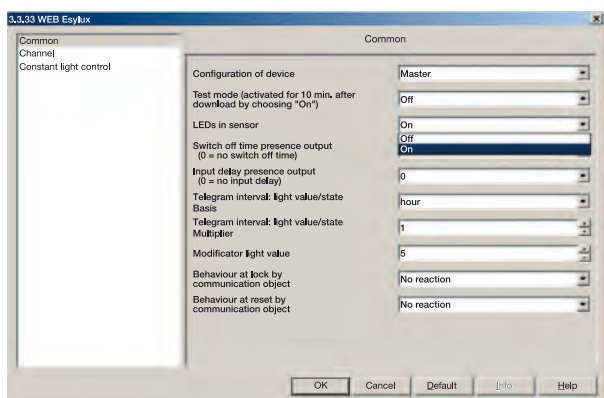 3.3.33 WEB Esylux
Common
Channel
Constant light control
Common
Configuration of device
Master
Test mode (activated for 10 min. after
download by choosing "On")
Off
LEDs in sensor
On
Off
On
Switch off time presence output
(0 = no switch off time)
Input delay presence output
(0 = no input delay)
0
Telegram interval: light value/state
Basis
hour
Telegram interval: light value/state
Multiplier
1
Modificator light value
5
Behaviour at lock by
communication object
No reaction
Behaviour at reset by
communication object
No reaction
OK
Cancel
Default
Info
Help